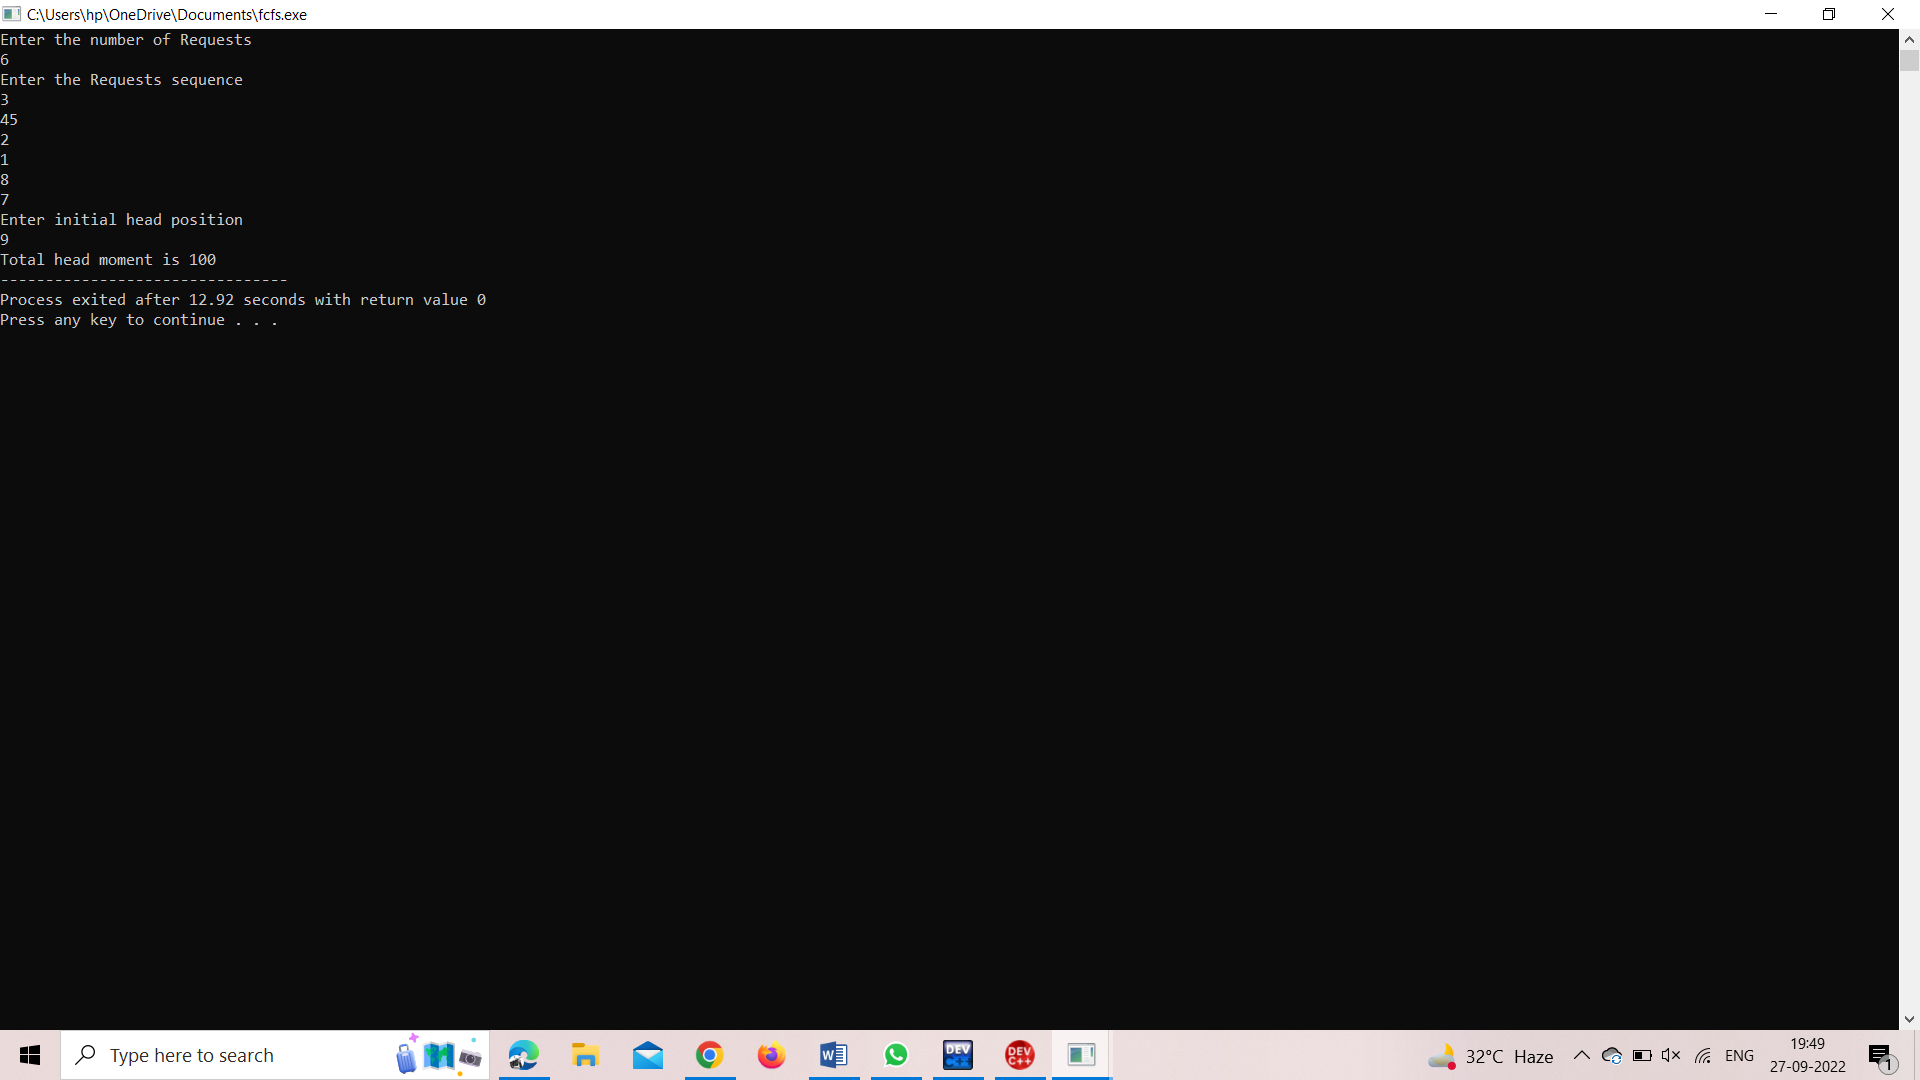 C:\Users\hp\OneDrive\Documents\fcfs.exe
Enter the number of Requests
6
Enter the Requests sequence
3
45
2
1
8
7
Enter initial head position
9
Total head moment is 100
--------------------------------
Process exited after 12.92 seconds with return value 0
Press any key to continue . . .
Type here to search
W
DEV
C++
DEV
C++
32°C Haze
ENG
19:49
27-09-2022
1